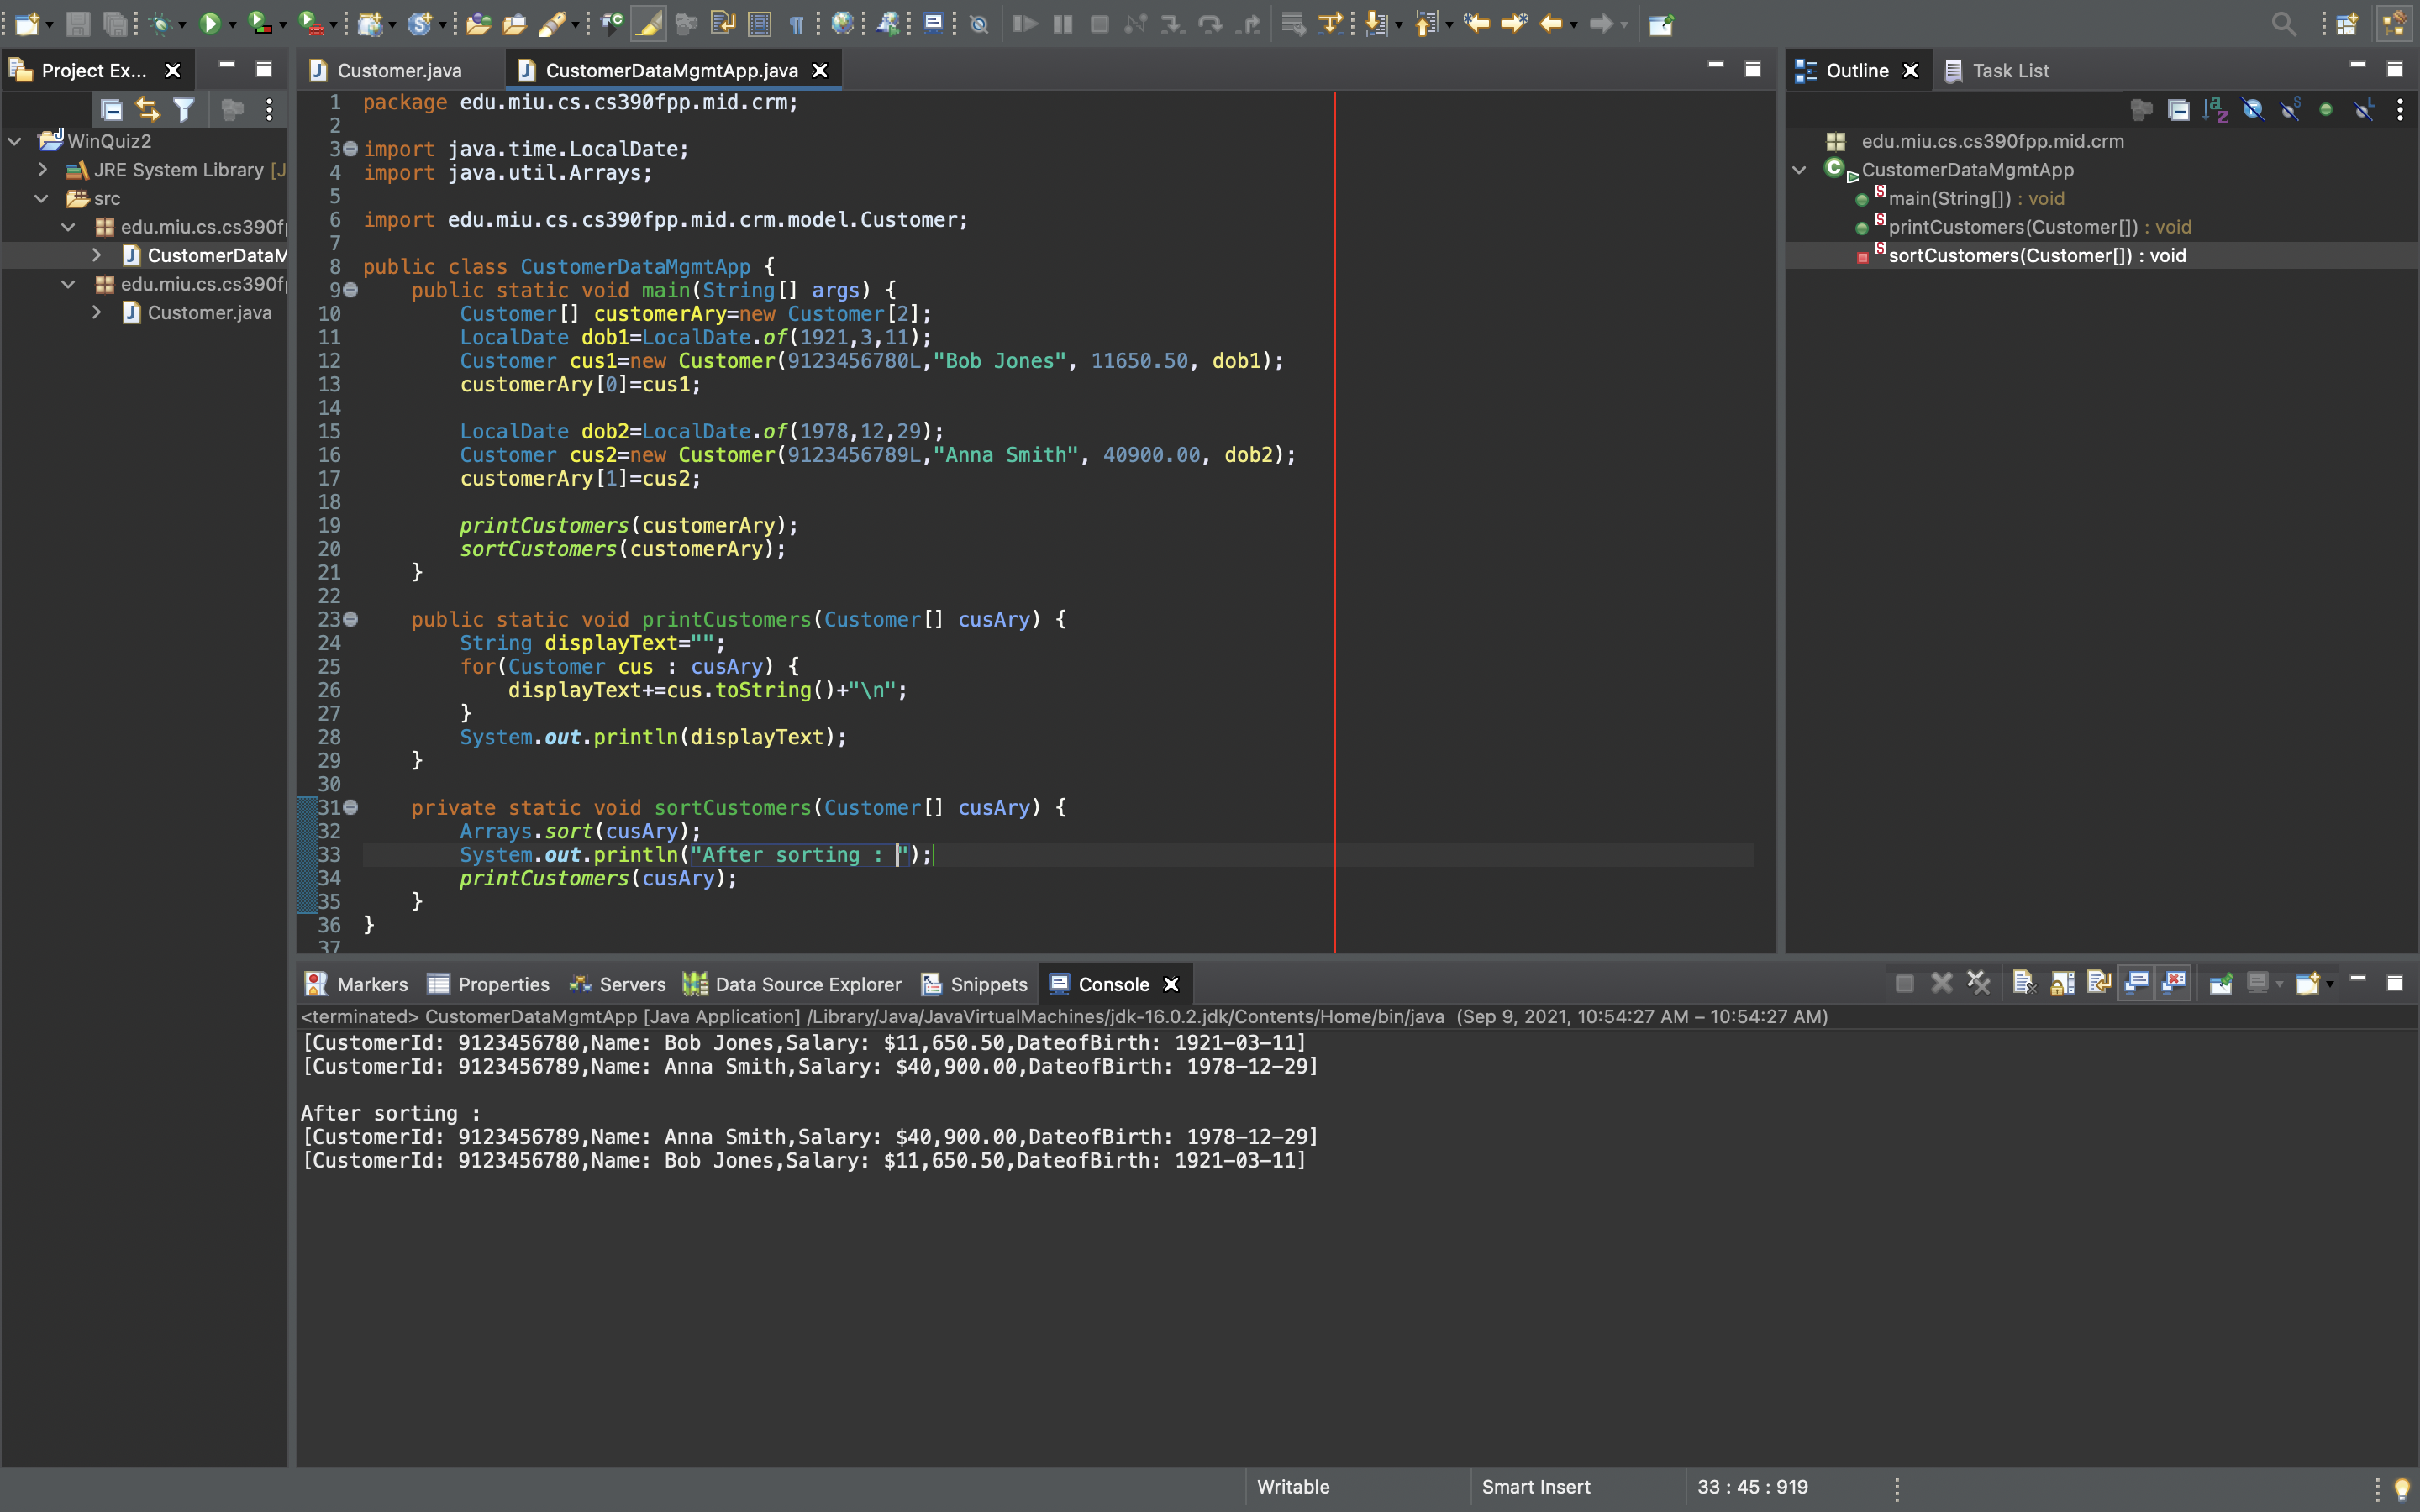 Project Ex...
WinQuiz2
JRE System Library [J
src
edu.miu.cs.cs390f
CustomerDataM
edu.miu.cs.cs390f
Customer.java
Customer.java
CustomerDataMgmtApp.java
1 package edu.miu.cs.cs390fpp.mid.crm;
2
3 import java.time.LocalDate;
4 import java.util.Arrays;
5
6 import edu.miu.cs.cs390fpp.mid.crm.model.Customer;
7
8 public class CustomerDataMgmtApp {
9     public static void main(String[] args) {
10         Customer[] customerAry=new Customer[2];
11         LocalDate dob1=LocalDate.of(1921,3,11);
12         Customer cus1=new Customer(9123456780L,"Bob Jones", 11650.50, dob1);
13         customerAry[0]=cus1;
14
15         LocalDate dob2=LocalDate.of(1978,12,29);
16         Customer cus2=new Customer(9123456789L,"Anna Smith", 40900.00, dob2);
17         customerAry[1]=cus2;
18
19         printCustomers(customerAry);
20         sortCustomers(customerAry);
21     }
22
23     public static void printCustomers(Customer[] cusAry) {
24         String displayText="";
25         for(Customer cus : cusAry) {
26             displayText+=cus.toString()+"\n";
27         }
28         System.out.println(displayText);
29     }
30
31     private static void sortCustomers(Customer[] cusAry) {
32         Arrays.sort(cusAry);
33         System.out.println("After sorting : ");
34         printCustomers(cusAry);
35     }
36 }
37
Outline
Task List
edu.miu.cs.cs390fpp.mid.crm
CustomerDataMgmtApp
main(String[]) : void
printCustomers(Customer[]) : void
sortCustomers(Customer[]) : void
Markers
Properties
Servers
Data Source Explorer
Snippets
Console
<terminated> CustomerDataMgmtApp [Java Application] /Library/Java/JavaVirtualMachines/jdk-16.0.2.jdk/Contents/Home/bin/java (Sep 9, 2021, 10:54:27 AM – 10:54:27 AM)
[CustomerId: 9123456780,Name: Bob Jones,Salary: $11,650.50,DateofBirth: 1921-03-11]
[CustomerId: 9123456789,Name: Anna Smith,Salary: $40,900.00,DateofBirth: 1978-12-29]
After sorting :
[CustomerId: 9123456789,Name: Anna Smith,Salary: $40,900.00,DateofBirth: 1978-12-29]
[CustomerId: 9123456780,Name: Bob Jones,Salary: $11,650.50,DateofBirth: 1921-03-11]
Writable
Smart Insert
33 : 45 : 919